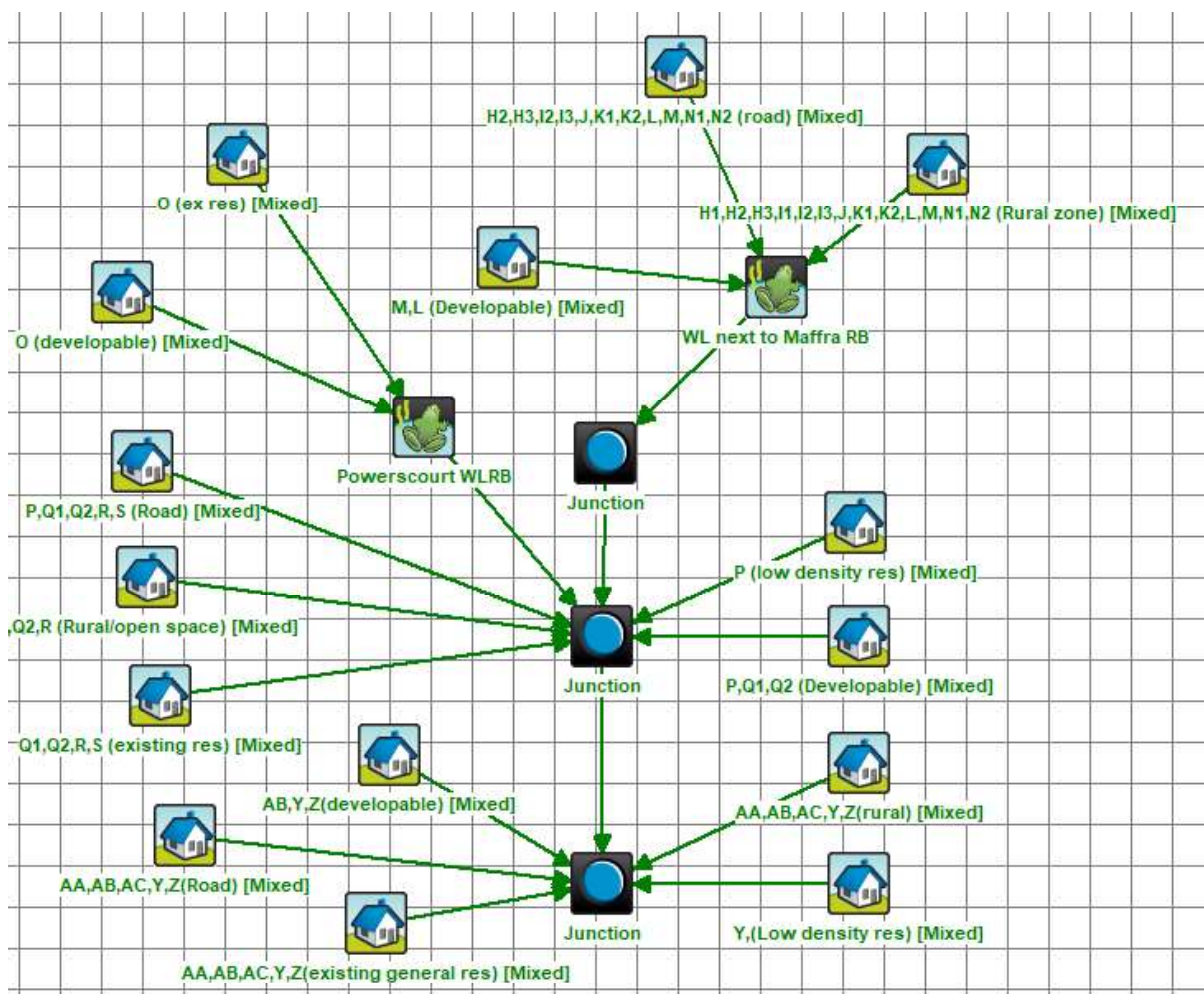 H2,H3,I2,I3,J,K1,K2,L,M,N1,N2 (road) [Mixed]
O (ex res) [Mixed]
H1,H2,H3,I1,I2,I3,J,K1,K2,L,M,N1,N2 (Rural zone) [Mixed]
M,L (Developable) [Mixed]
O (developable) [Mixed]
WL next to Maffra RB
Powerscourt WLRB
Junction
P,Q1,Q2,R,S (Road) [Mixed]
P (low density res) [Mixed]
,Q2,R (Rural/open space) [Mixed]
Junction
P,Q1,Q2 (Developable) [Mixed]
Q1,Q2,R,S (existing res) [Mixed]
AB,Y,Z(developable) [Mixed]
AA,AB,AC,Y,Z(rural) [Mixed]
AA,AB,AC,Y,Z(Road) [Mixed]
Junction
Y,(Low density res) [Mixed]
AA,AB,AC,Y,Z(existing general res) [Mixed]